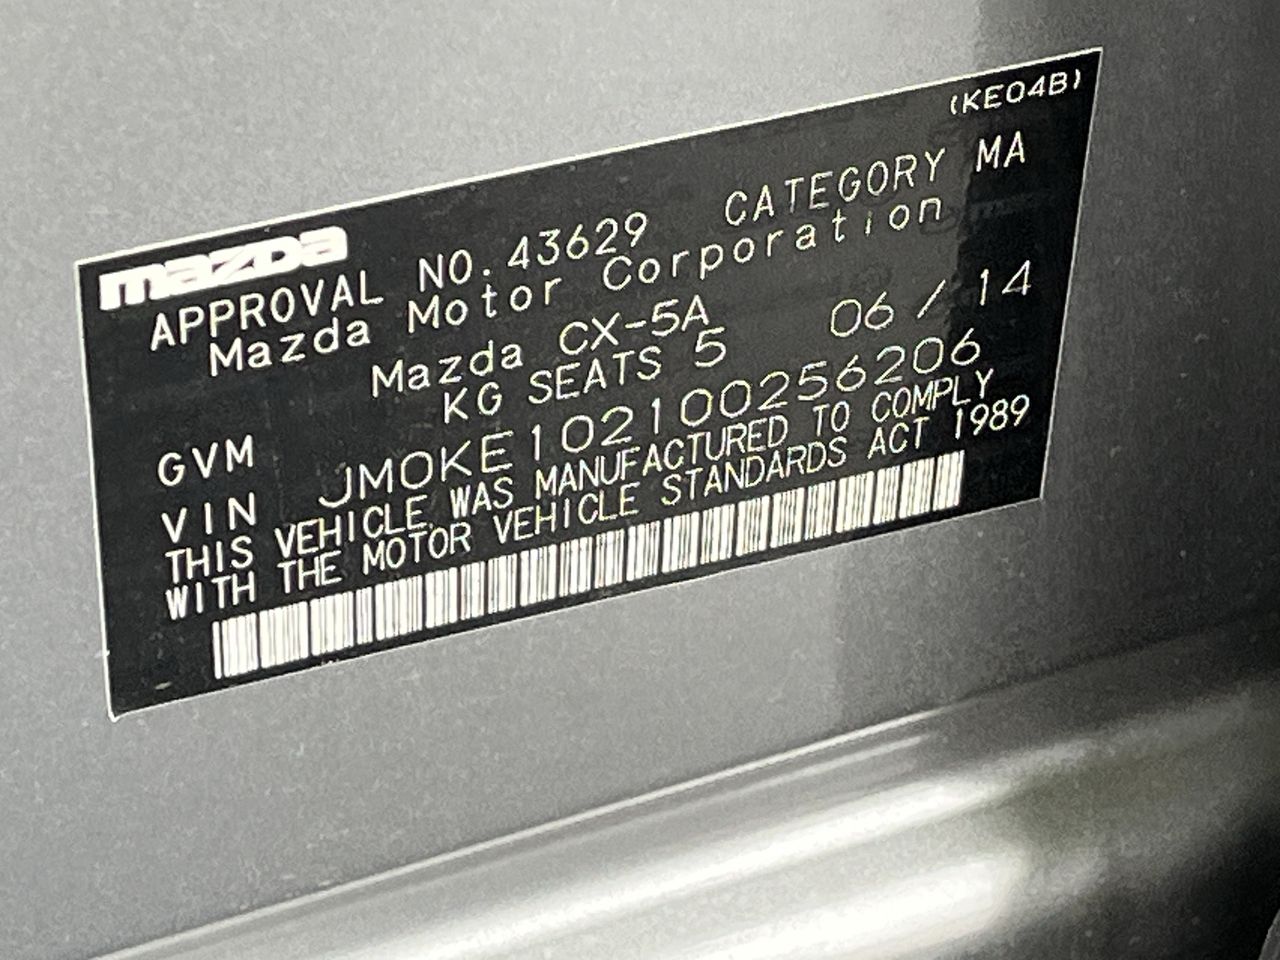 (KE04B)
mazda
APPROVAL NO. 43629 CATEGORY MA
Mazda Motor Corporation
Mazda CX-5A 06 / 14
GVM KG SEATS 5
VIN JM0KE102100256206
THIS VEHICLE WAS MANUFACTURED TO COMPLY
WITH THE MOTOR VEHICLE STANDARDS ACT 1989